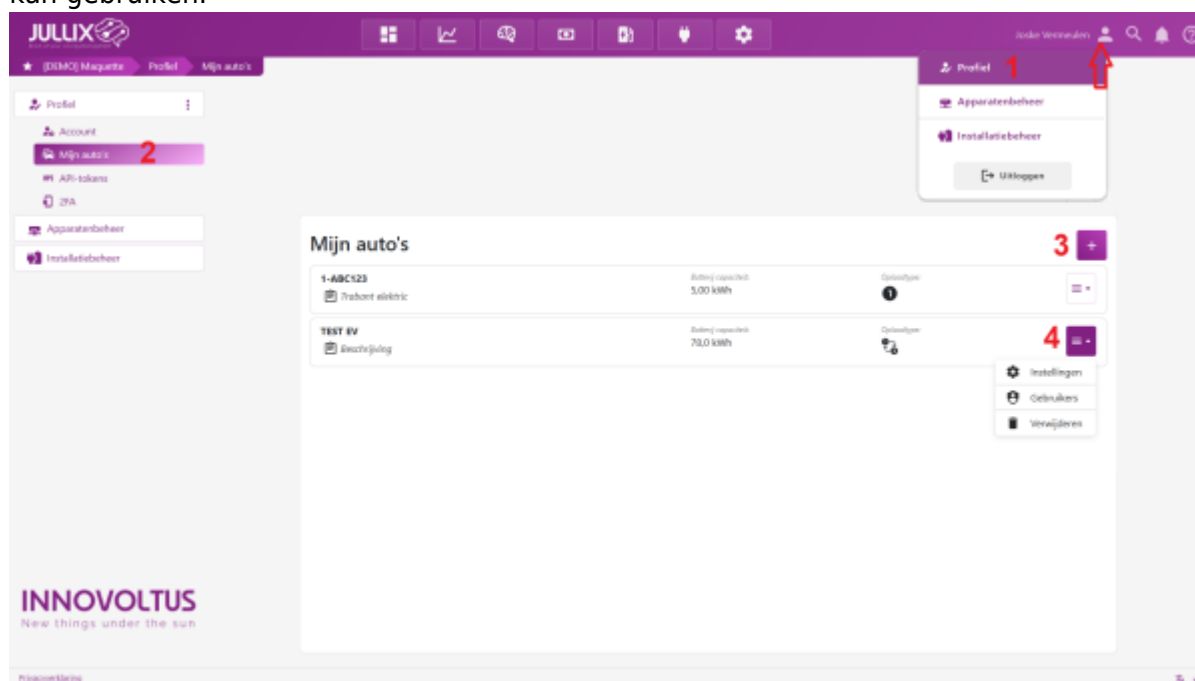 kan gebruiken.
JULLIX
Joske Vermeulen
[DEMO] Maquette Profiel Mijn auto's
Profiel 1
Apparatenbeheer
Installatiebeheer
Uitloggen
Profiel
Account
Mijn auto's 2
API-tokens
2FA
Apparatenbeheer
Installatiebeheer
Mijn auto's 3 +
1-ABC123 Batterij capaciteit Oplaadtype
Trabant elektric 5,00 kWh 1
TEST EV Batterij capaciteit Oplaadtype
Beschrijving 70,0 kWh 4
Instellingen
Gebruikers
Verwijderen
INNOVOLTUS
New things under the sun
Privacyverklaring